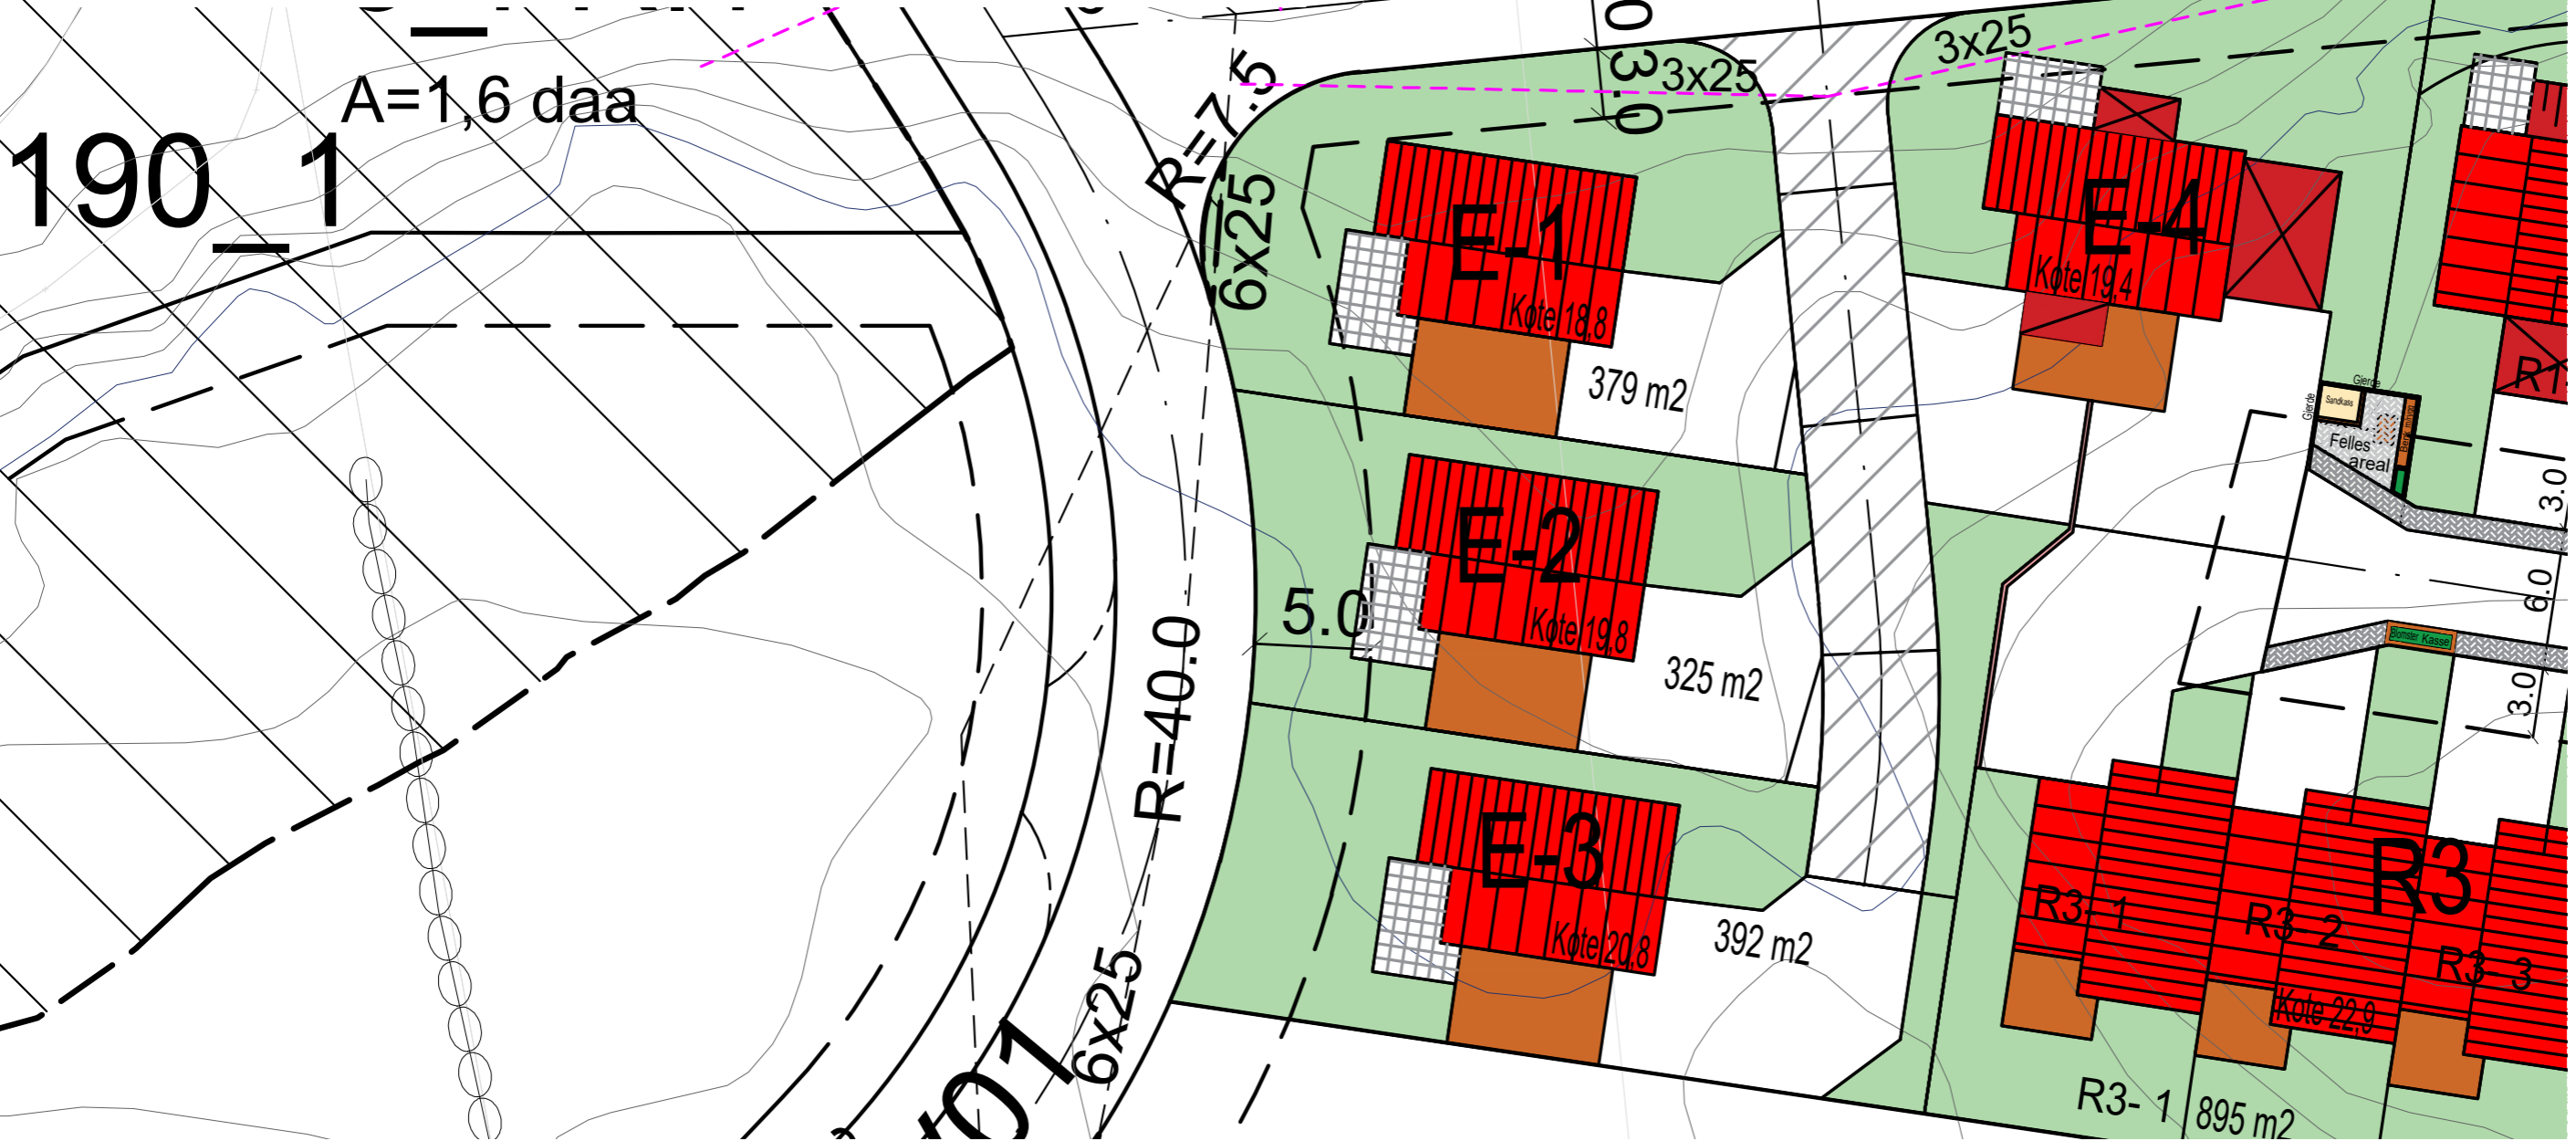 A=1,6 daa
190_1
R=7.5
6x25
3.0
3x25
3x25
E-1
Kote 18,8
379 m2
E-4
Kote 19,4
R1
Gjerde
Gjerde
Sandkass
Felles
areal
3.0
6.0
3.0
Blomster Kasse
E-2
Kote 19,8
325 m2
5.0
R=40.0
E-3
Kote 20,8
392 m2
6x25
R3
R3- 1
R3- 2
R3- 3
Kote 22,9
R3- 1
895 m2